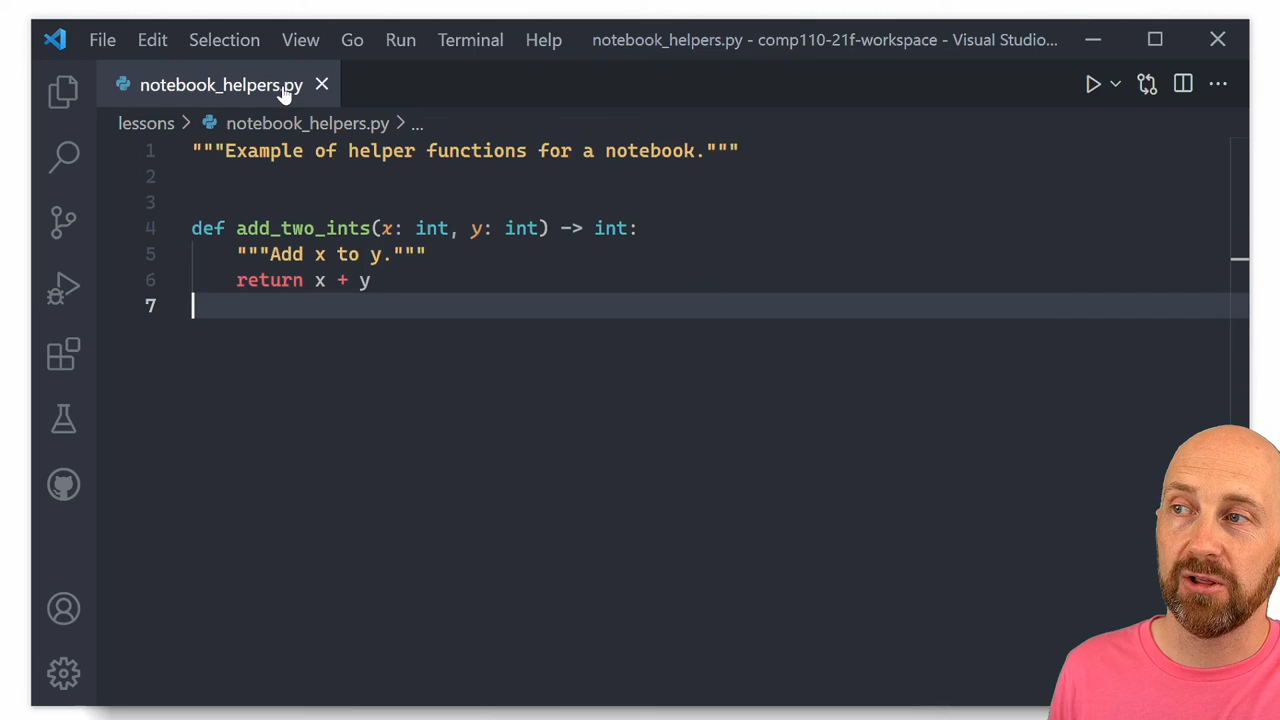 File Edit Selection View Go Run Terminal Help notebook_helpers.py - comp110-21f-workspace - Visual Studio...
notebook_helpers.py
lessons > notebook_helpers.py > ...
1 """Example of helper functions for a notebook."""
2
3
4 def add_two_ints(x: int, y: int) -> int:
5 """Add x to y."""
6 return x + y
7